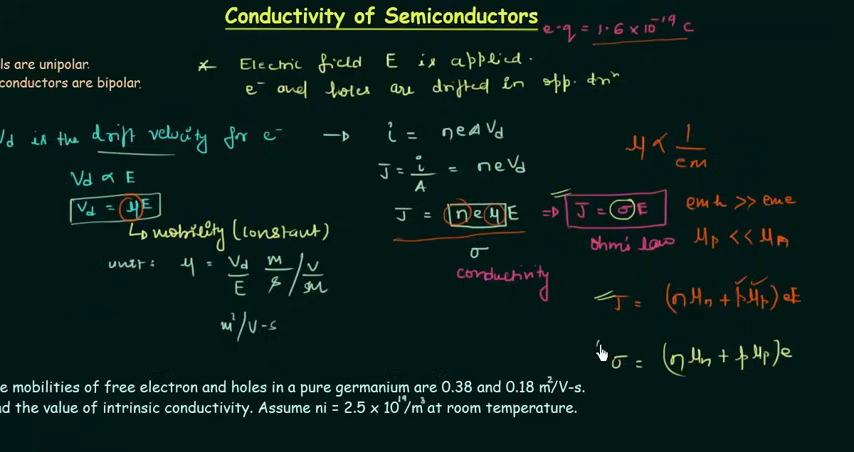 Conductivity of Semiconductors
e-q = 1.6 x 10^-19 C
ls are unipolar.
conductors are bipolar.
* Electric field E is applied.
e⁻ and holes are drifted in opp. drxⁿ
Vd is the drift velocity for e⁻ → i = neAVd
Vd ∝ E
Vd = μE
↳ mobility (constant)
unit: μ = Vd/E m/s / V/m
m²/V-s
J = i/A = neVd
J = neμE ⇒ J = σE
σ
conductivity
ohm's law
μ ∝ 1/em
emh >> eme
μp << μn
J = (nμn + pμp)eE
σ = (nμn + pμp)e
e mobilities of free electron and holes in a pure germanium are 0.38 and 0.18 m²/V-s.
d the value of intrinsic conductivity. Assume ni = 2.5 x 10¹⁹/m³ at room temperature.